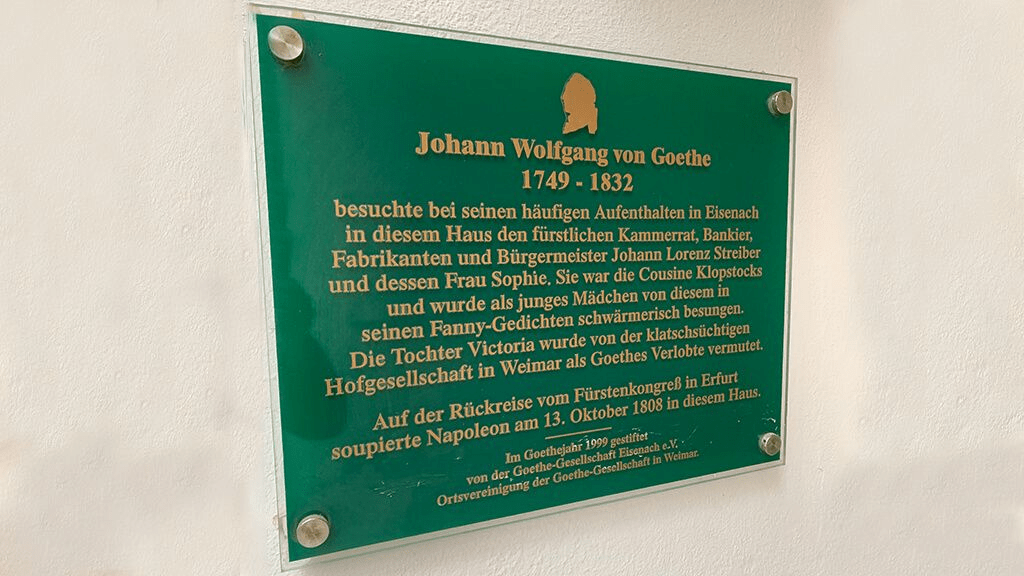 Johann Wolfgang von Goethe
1749 - 1832
besuchte bei seinen häufigen Aufenthalten in Eisenach
in diesem Haus den fürstlichen Kammerrat, Bankier,
Fabrikanten und Bürgermeister Johann Lorenz Streiber
und dessen Frau Sophie. Sie war die Cousine Klopstocks
und wurde als junges Mädchen von diesem in
seinen Fanny-Gedichten schwärmerisch besungen.
Die Tochter Victoria wurde von der klatschsüchtigen
Hofgesellschaft in Weimar als Goethes Verlobte vermutet.
Auf der Rückreise vom Fürstenkongreß in Erfurt
soupierte Napoleon am 13. Oktober 1808 in diesem Haus.
Im Goethejahr 1999 gestiftet
von der Goethe-Gesellschaft Eisenach e.V.
Ortsvereinigung der Goethe-Gesellschaft in Weimar.